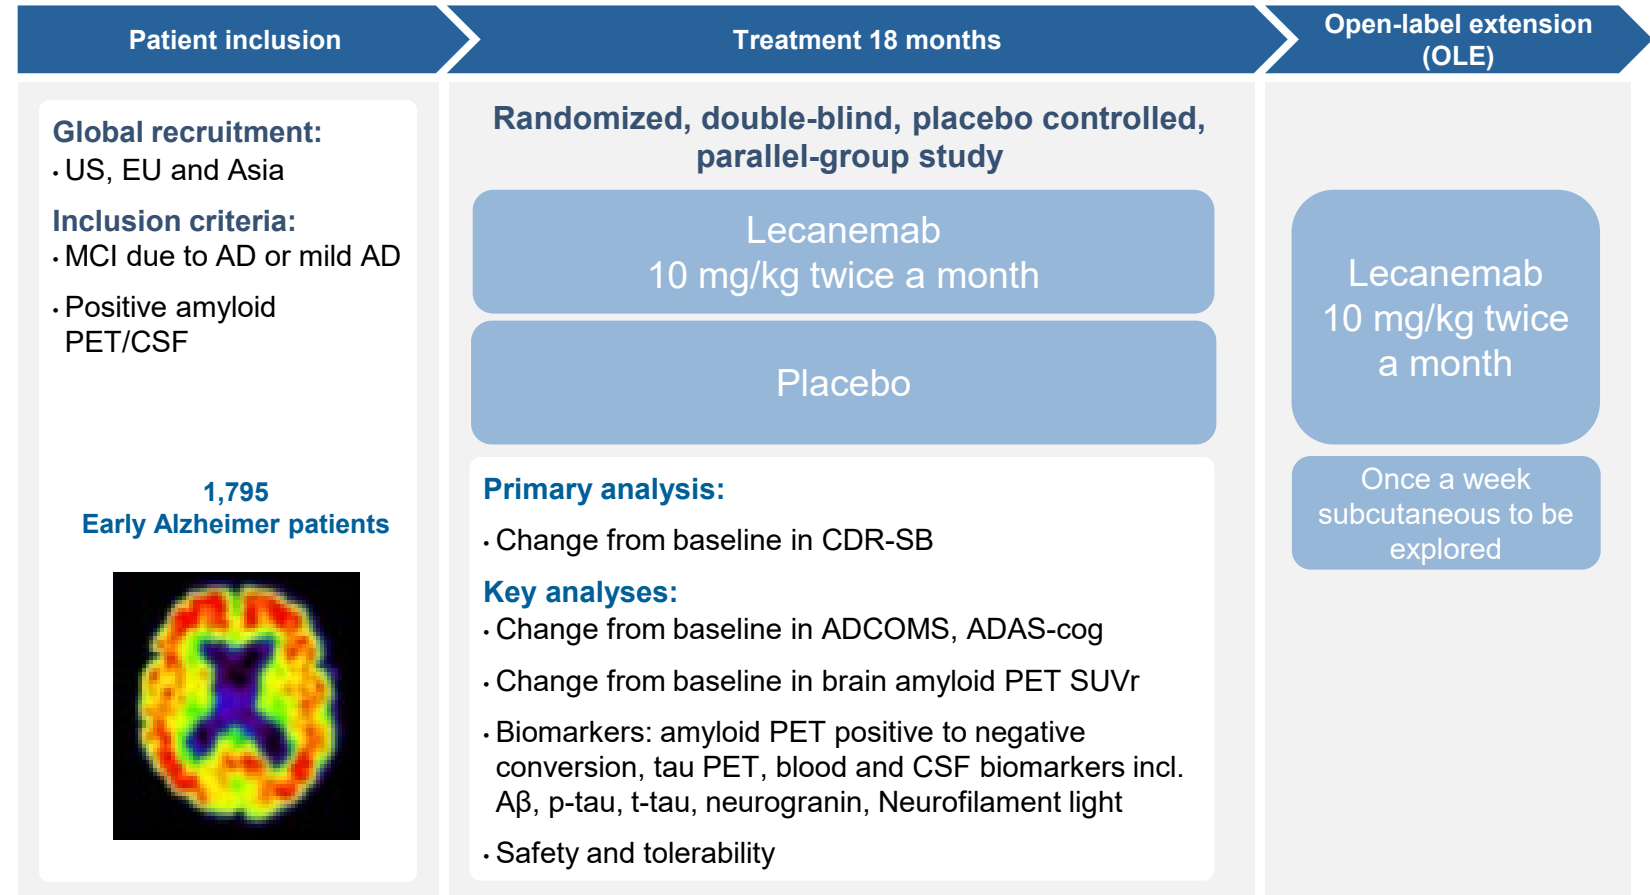 Patient inclusion
Treatment 18 months
Open-label extension
(OLE)
Global recruitment:
• US, EU and Asia
Inclusion criteria:
• MCI due to AD or mild AD
• Positive amyloid
PET/CSF
1,795
Early Alzheimer patients
Randomized, double-blind, placebo controlled,
parallel-group study
Lecanemab
10 mg/kg twice a month
Placebo
Primary analysis:
• Change from baseline in CDR-SB
Key analyses:
• Change from baseline in ADCOMS, ADAS-cog
• Change from baseline in brain amyloid PET SUVr
• Biomarkers: amyloid PET positive to negative
conversion, tau PET, blood and CSF biomarkers incl.
Aβ, p-tau, t-tau, neurogranin, Neurofilament light
• Safety and tolerability
Lecanemab
10 mg/kg twice
a month
Once a week
subcutaneous to be
explored